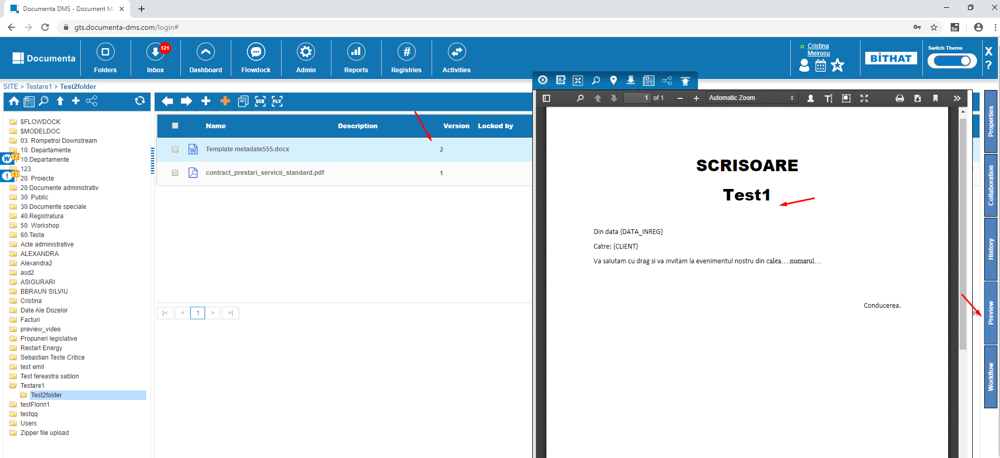 Documenta DMS - Document Ma
gts.documenta-dms.com/login#
Documenta
Folders
Inbox
121
Dashboard
Flowdock
Admin
Reports
Registries
Activities
Cristina
Meirosu
BITHAT
Switch Theme
X
?
SITE > Testare1 > Test2folder
OCR
FLY
1 of 1
Automatic Zoom
Name
Description
Version
Locked by
Template metadate555.docx
2
contract_prestari_servicii_standard.pdf
1
|<
<
1
>
>|
$FLOWDOCK
$MODELDOC
03. Rompetrol Downstream
10. Departamente
10.Departamente
123
20. Proiecte
20.Documente administrativ
30. Public
30.Documente speciale
40.Registratura
50. Workshop
60.Teste
Acte administrative
ALEXANDRA
Alexandra2
asd2
ASIGURARI
BBRAUN SILVIU
Cristina
Date Ale Dozelor
Facturi
preview_video
Propuneri legislative
Restart Energy
Sebastian Teste Critice
test emil
Test fereastra sablon
Testare1
Test2folder
testFlorin1
testqq
Users
Zipper file upload
W
121
!
118
SCRISOARE
Test1
Din data {DATA_INREG}
Catre: {CLIENT}
Va salutam cu drag si va invitam la evenimentul nostru din calea….numarul…
Conducerea.
Properties
Collaboration
History
Preview
Workflow